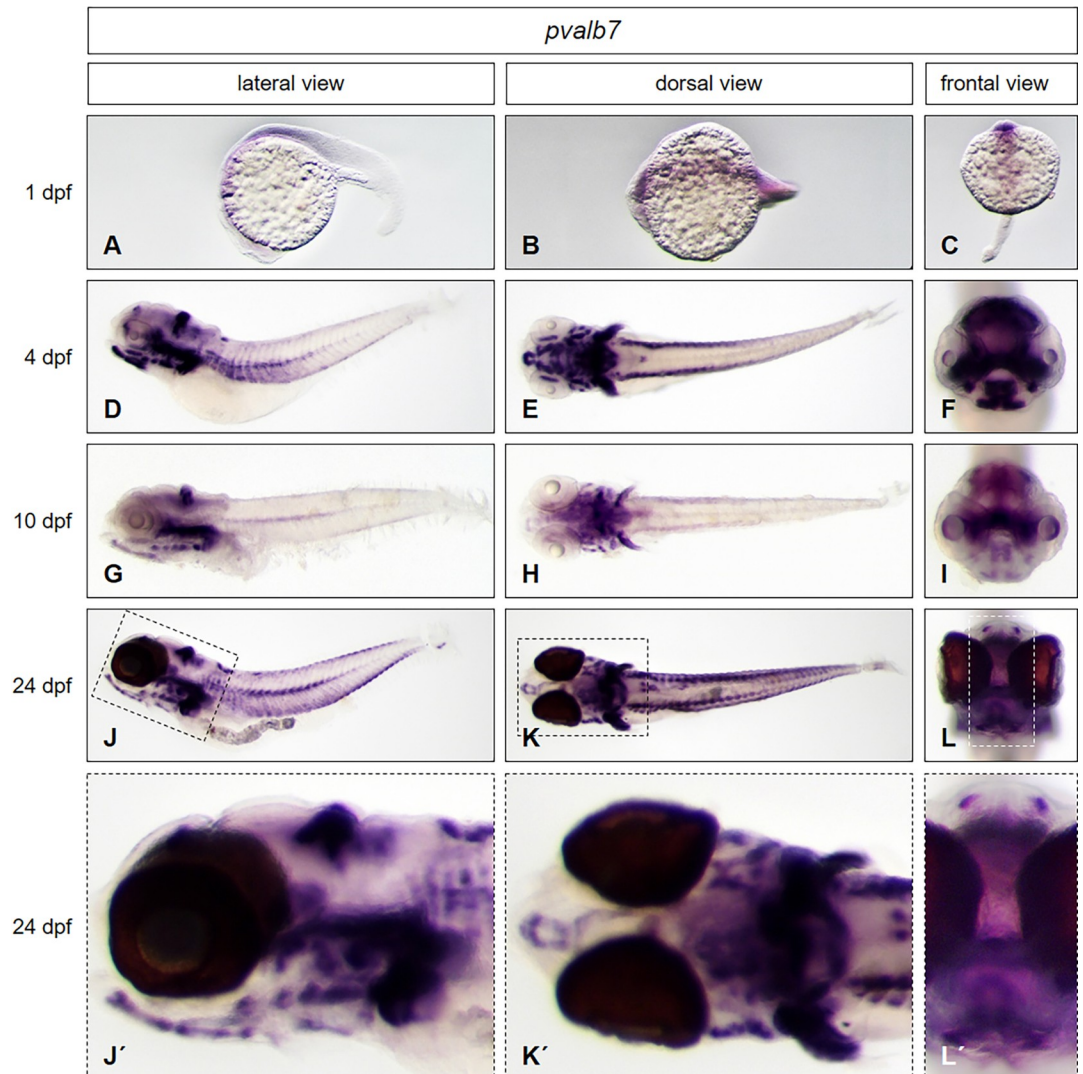 pvalb7
lateral view
dorsal view
frontal view
1 dpf
A
B
C
4 dpf
D
E
F
10 dpf
G
H
I
24 dpf
J
K
L
24 dpf
J´
K´
L´